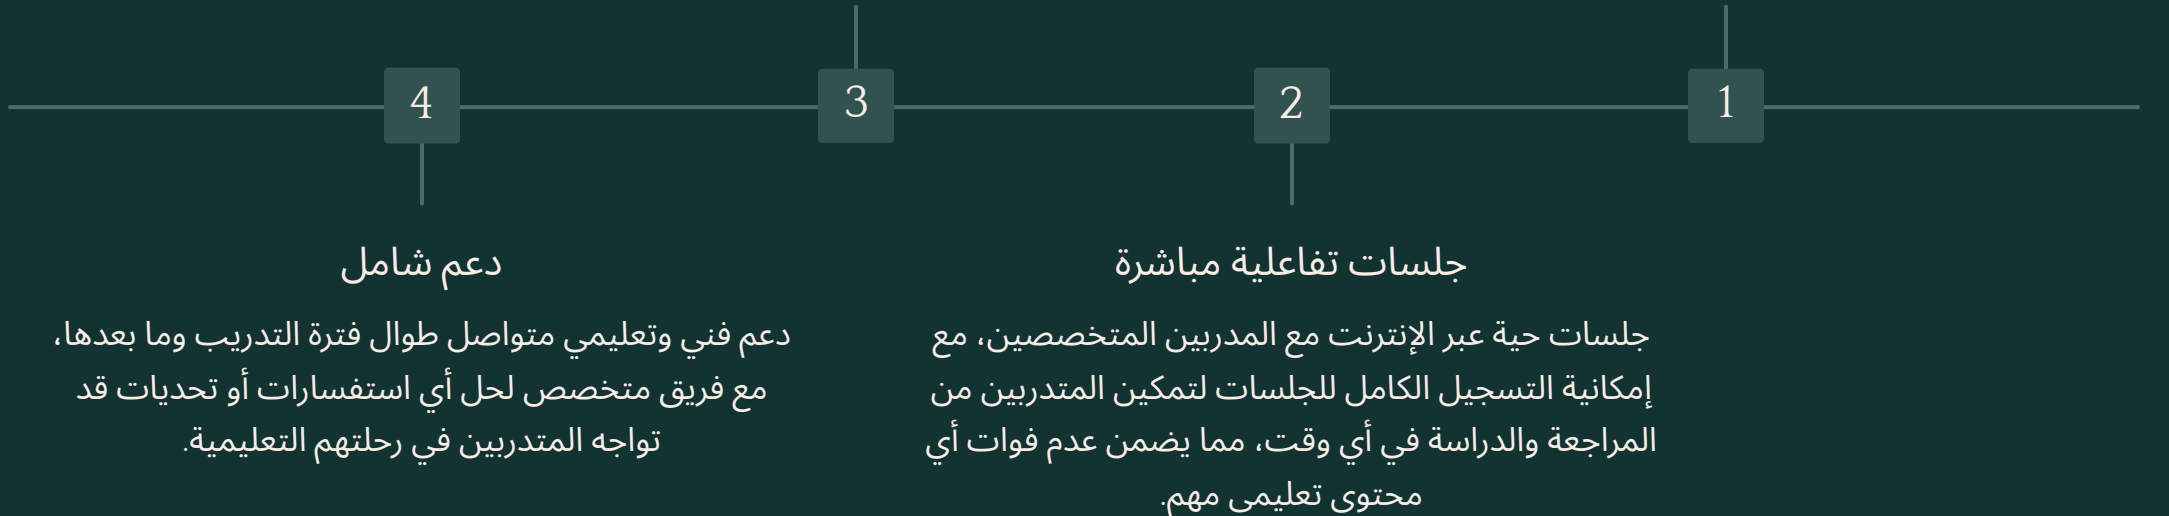 1
2
3
4
جلسات تفاعلية مباشرة
جلسات حية عبر الإنترنت مع المدربين المتخصصين، مع
إمكانية التسجيل الكامل للجلسات لتمكين المتدربين من
المراجعة والدراسة في أي وقت، مما يضمن عدم فوات أي
محتوى تعليمي مهم.
دعم شامل
دعم فني وتعليمي متواصل طوال فترة التدريب وما بعدها،
مع فريق متخصص لحل أي استفسارات أو تحديات قد
تواجه المتدربين في رحلتهم التعليمية.